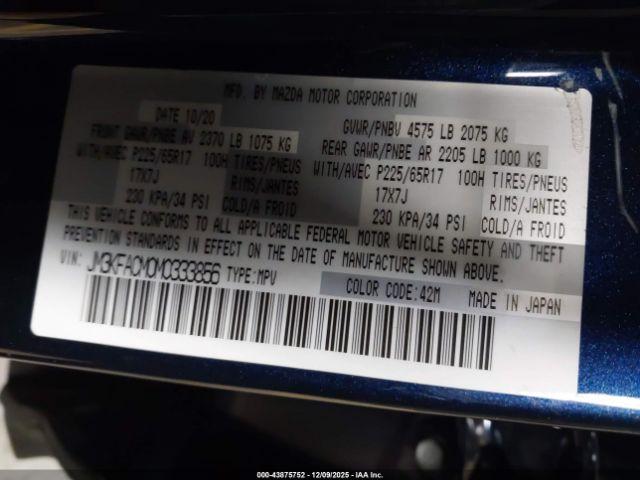 MFD. BY MAZDA MOTOR CORPORATION
DATE 10/20 GVWR/PNBV 4575 LB 2075 KG
FRONT GAWR/PNBE AV 2370 LB 1075 KG REAR GAWR/PNBE AR 2205 LB 1000 KG
WITH/AVEC P225/65R17 100H TIRES/PNEUS WITH/AVEC P225/65R17 100H TIRES/PNEUS
17X7J RIMS/JANTES 17X7J RIMS/JANTES
230 KPA/34 PSI COLD/A FROID 230 KPA/34 PSI COLD/A FROID
THIS VEHICLE CONFORMS TO ALL APPLICABLE FEDERAL MOTOR VEHICLE SAFETY AND THEFT
PREVENTION STANDARDS IN EFFECT ON THE DATE OF MANUFACTURE SHOWN ABOVE.
VIN: JM3KFACM0M0333856 TYPE:MPV
COLOR CODE:42M MADE IN JAPAN
000-43875752 - 12/09/2025 - IAA Inc.